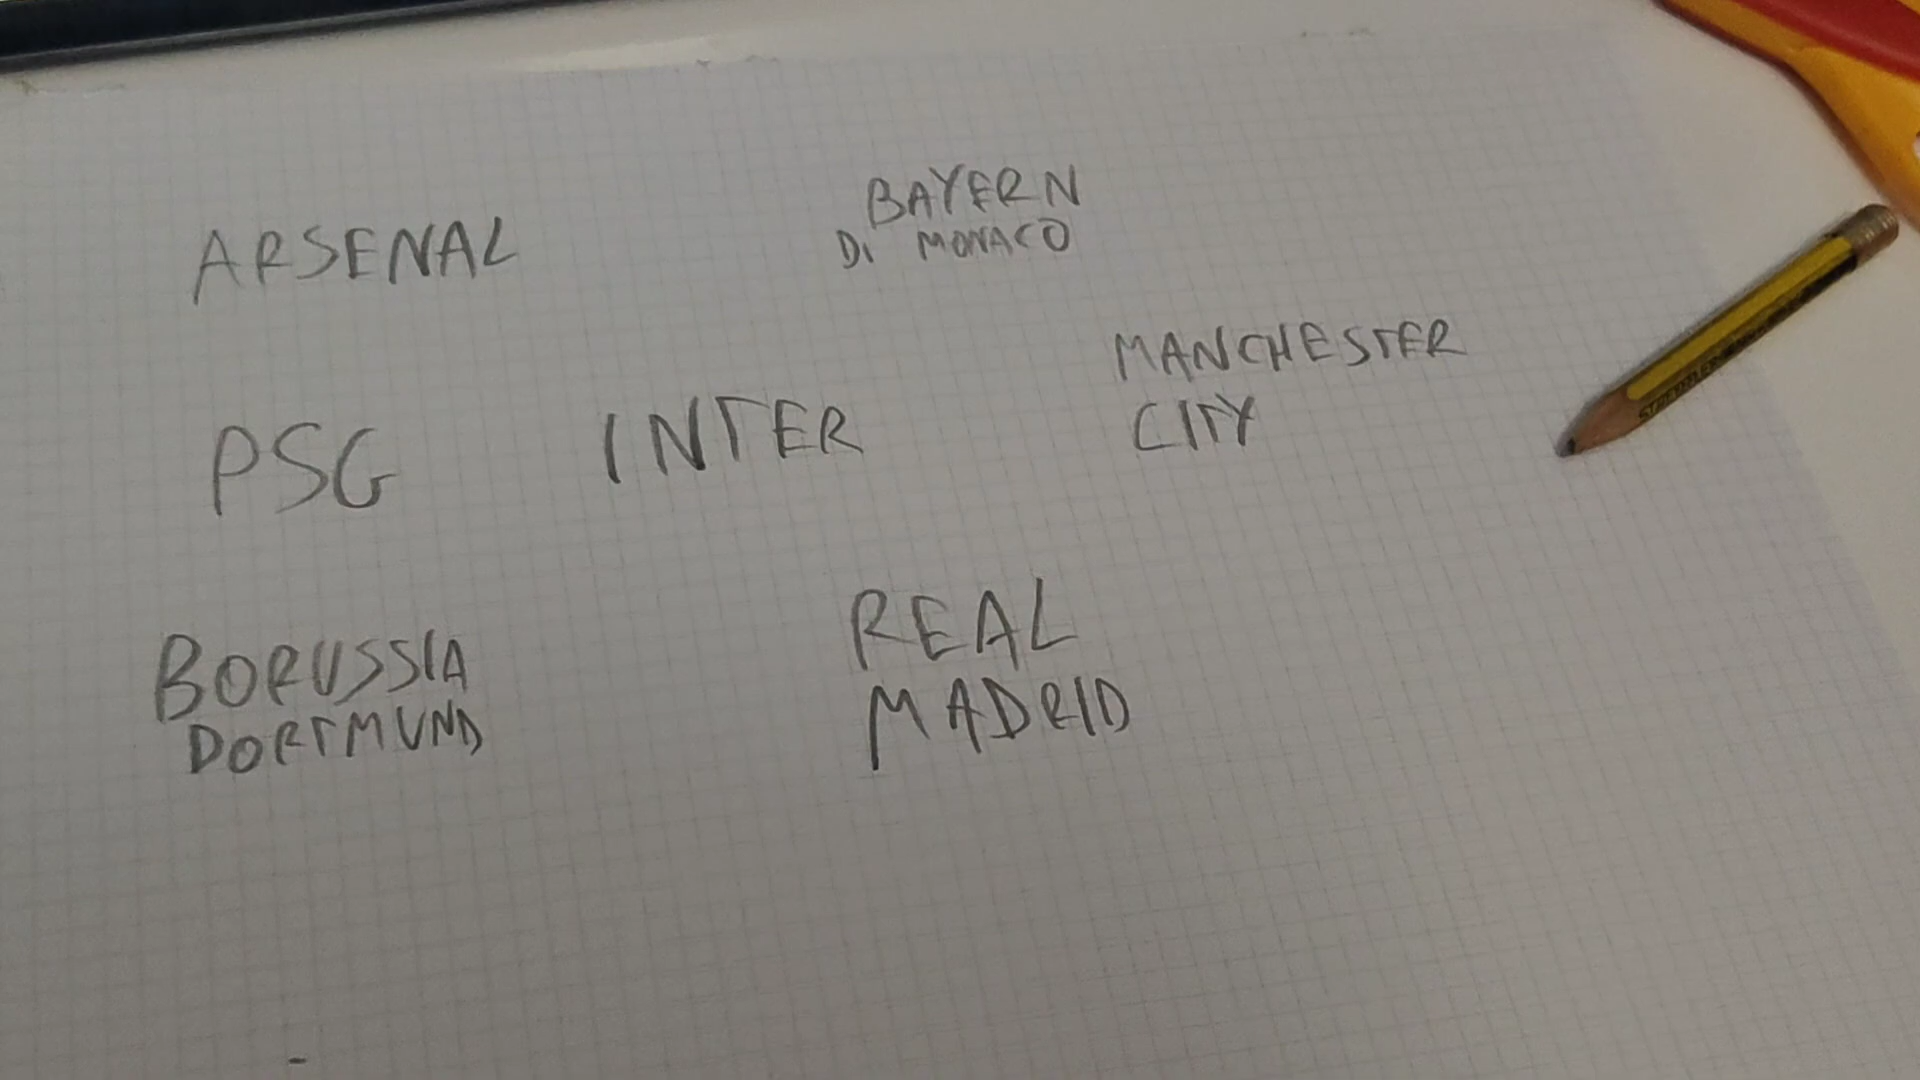 ARSENAL
BAYERN
DI MONACO
MANCHESTER
CITY
PSG
INTER
BORUSSIA
DORTMUND
REAL
MADRID